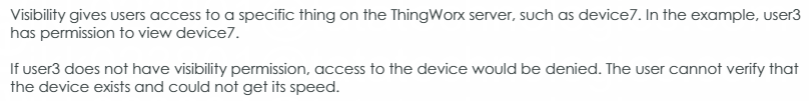 Visibility gives users access to a specific thing on the ThingWorx server, such as device7. In the example, user3
has permission to view device7.
If user3 does not have visibility permission, access to the device would be denied. The user cannot verify that
the device exists and could not get its speed.